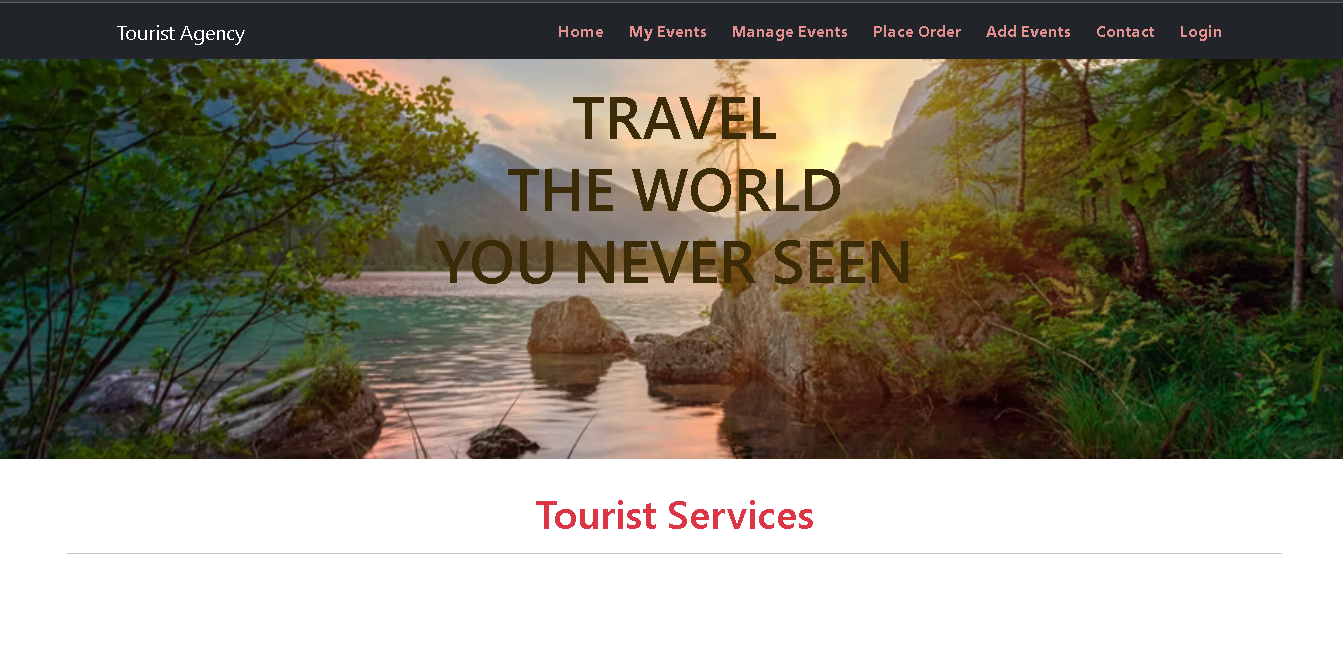 Tourist Agency Home My Events Manage Events Place Order Add Events Contact Login
TRAVEL
THE WORLD
YOU NEVER SEEN
Tourist Services